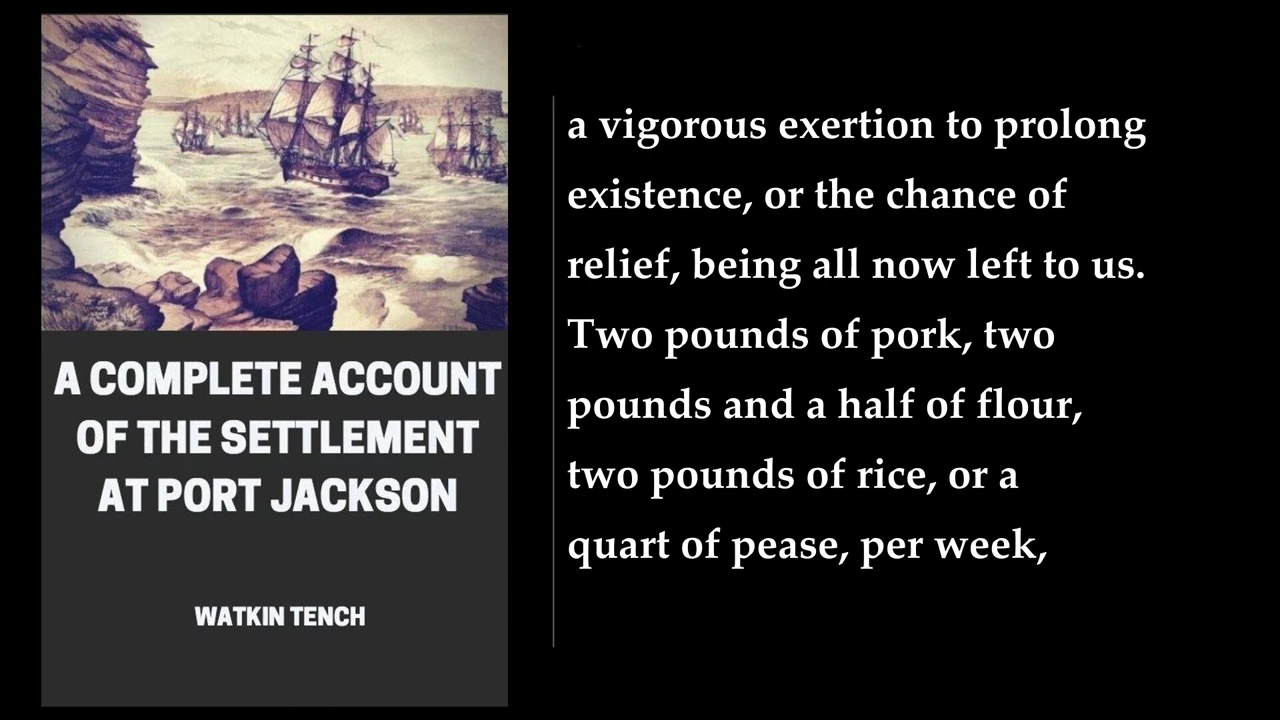 A COMPLETE ACCOUNT
OF THE SETTLEMENT
AT PORT JACKSON
WATKIN TENCH
a vigorous exertion to prolong
existence, or the chance of
relief, being all now left to us.
Two pounds of pork, two
pounds and a half of flour,
two pounds of rice, or a
quart of pease, per week,